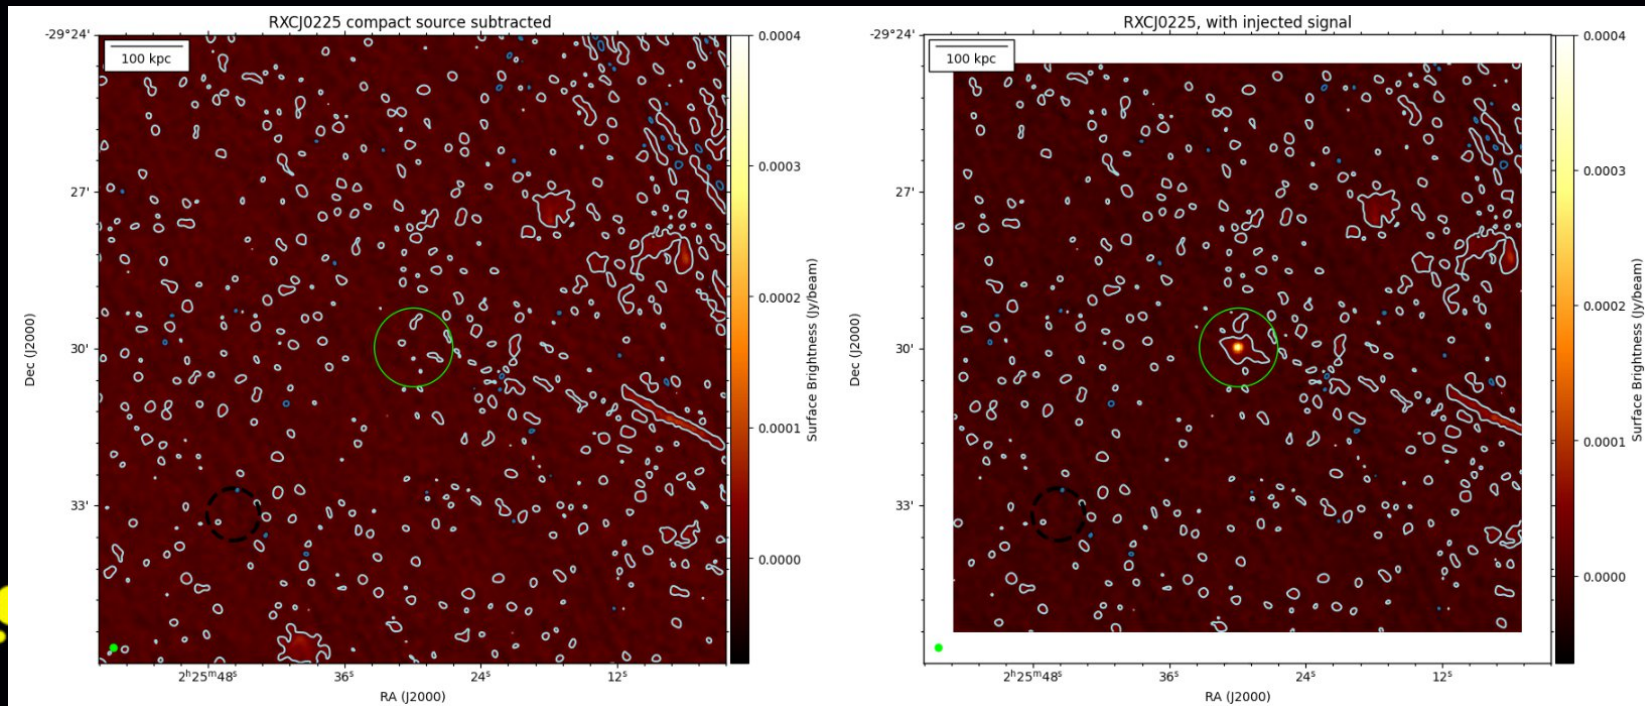 RXCJ0225 compact source subtracted
100 kpc
-29°24'
27'
30'
33'
Dec (J2000)
2ʰ25ᵐ48ˢ
36ˢ
24ˢ
12ˢ
RA (J2000)
0.0004
0.0003
0.0002
0.0001
0.0000
Surface Brightness (Jy/beam)
RXCJ0225, with injected signal
100 kpc
-29°24'
27'
30'
33'
Dec (J2000)
2ʰ25ᵐ48ˢ
36ˢ
24ˢ
12ˢ
RA (J2000)
0.0004
0.0003
0.0002
0.0001
0.0000
Surface Brightness (Jy/beam)